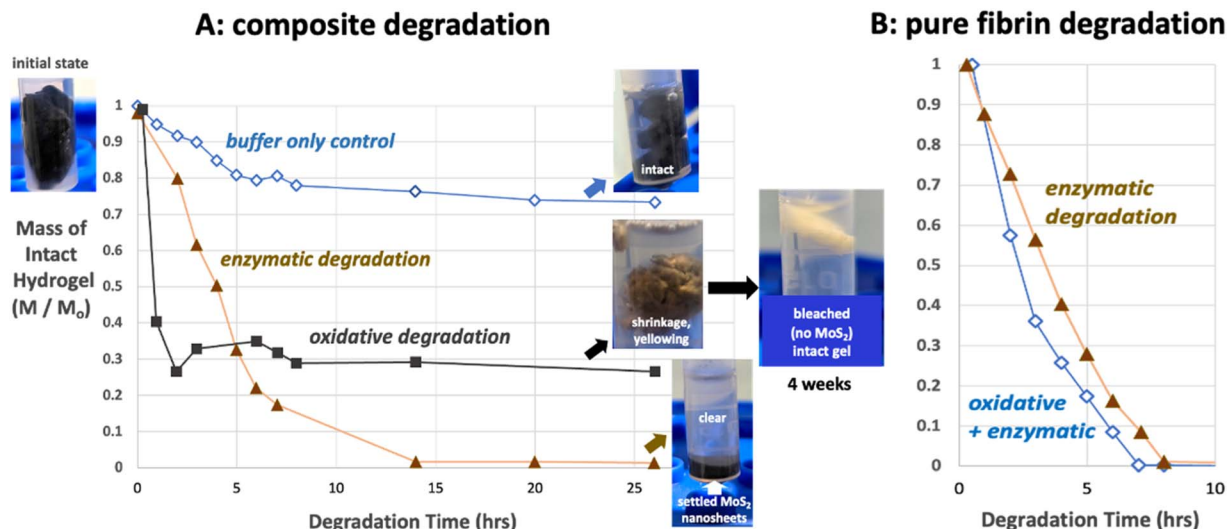 A: composite degradation
B: pure fibrin degradation
initial state
1
0.9
0.8
0.7
0.6
0.5
0.4
0.3
0.2
0.1
0
Mass of
Intact
Hydrogel
(M / Mo)
buffer only control
enzymatic degradation
oxidative degradation
intact
shrinkage,
yellowing
clear
settled MoS2
nanosheets
bleached
(no MoS2)
intact gel
4 weeks
0
5
10
15
20
25
Degradation Time (hrs)
1
0.9
0.8
0.7
0.6
0.5
0.4
0.3
0.2
0.1
0
enzymatic
degradation
oxidative
+ enzymatic
0
5
10
Degradation Time (hrs)